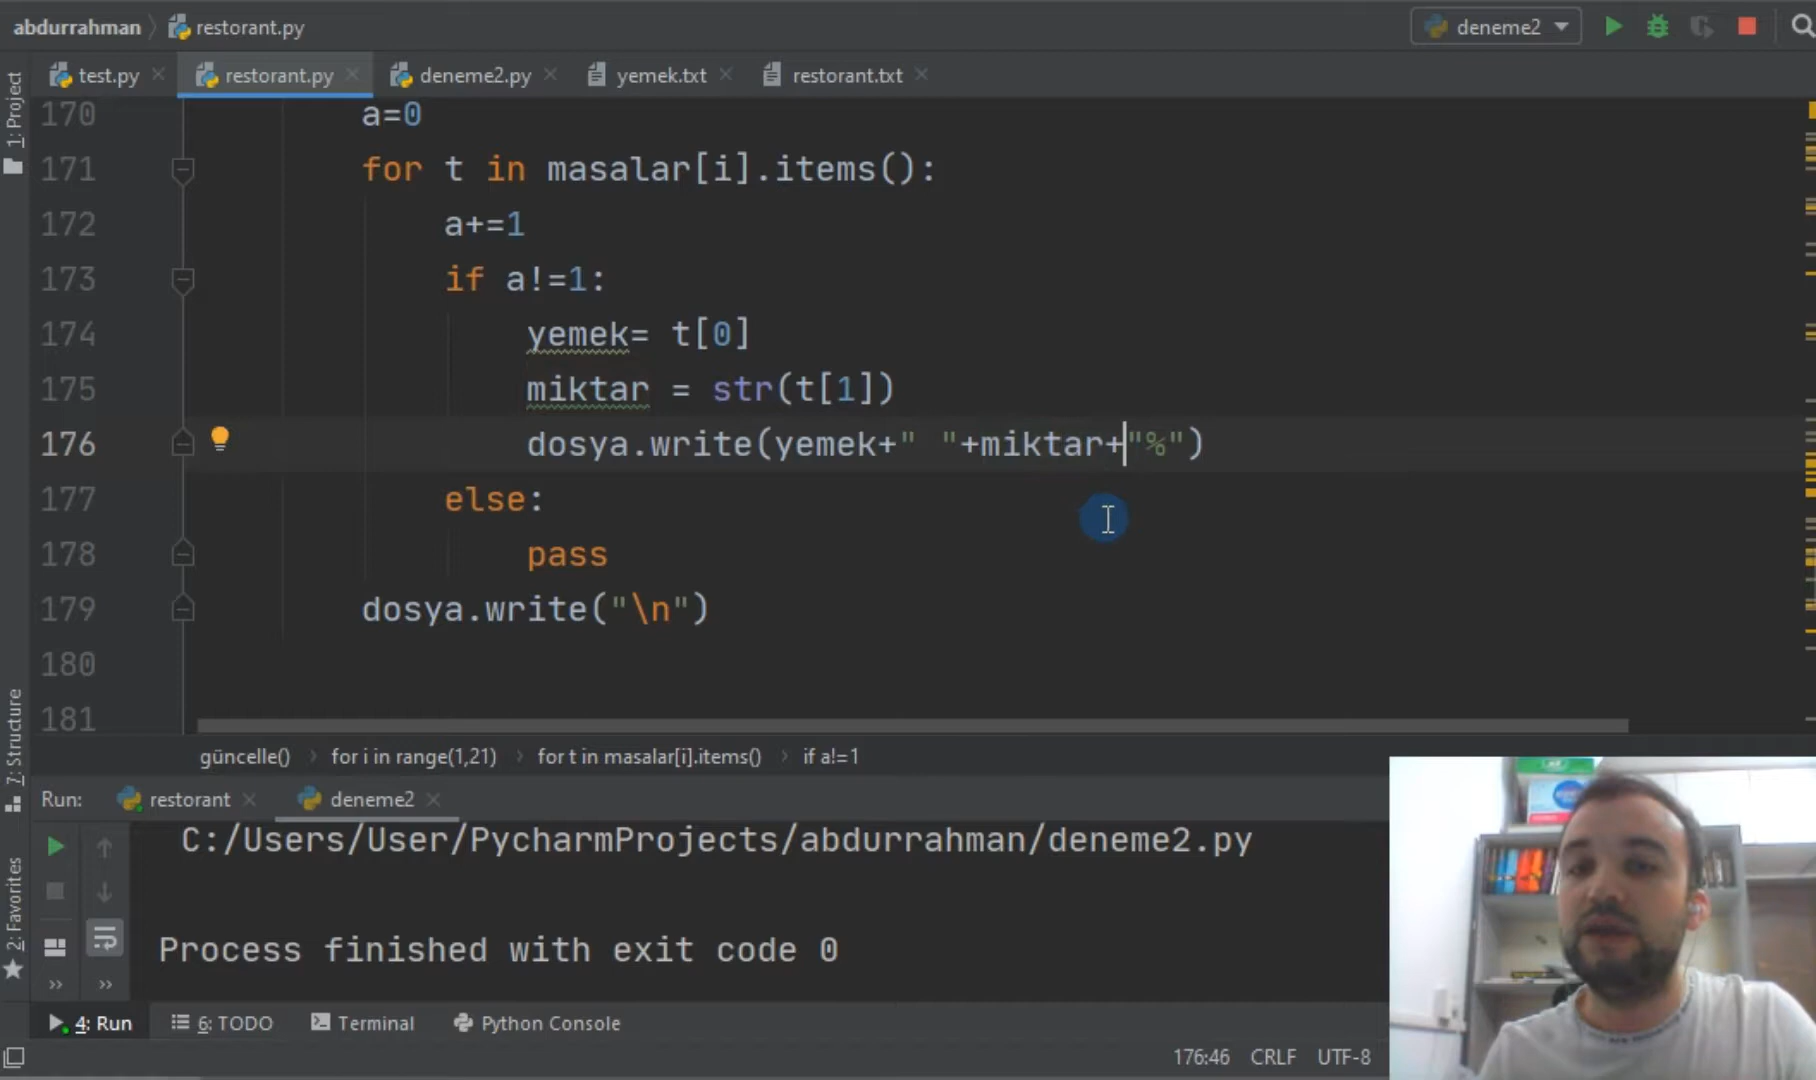 abdurrahman restorant.py deneme2
test.py restorant.py deneme2.py yemek.txt restorant.txt
1: Project
7: Structure
2: Favorites
170 a=0
171 for t in masalar[i].items():
172 a+=1
173 if a!=1:
174 yemek= t[0]
175 miktar = str(t[1])
176 dosya.write(yemek+" "+miktar+"%")
177 else:
178 pass
179 dosya.write("\n")
180
181
güncelle() for i in range(1,21) for t in masalar[i].items() if a!=1
Run: restorant deneme2
C:/Users/User/PycharmProjects/abdurrahman/deneme2.py
Process finished with exit code 0
4: Run 6: TODO Terminal Python Console
176:46 CRLF UTF-8